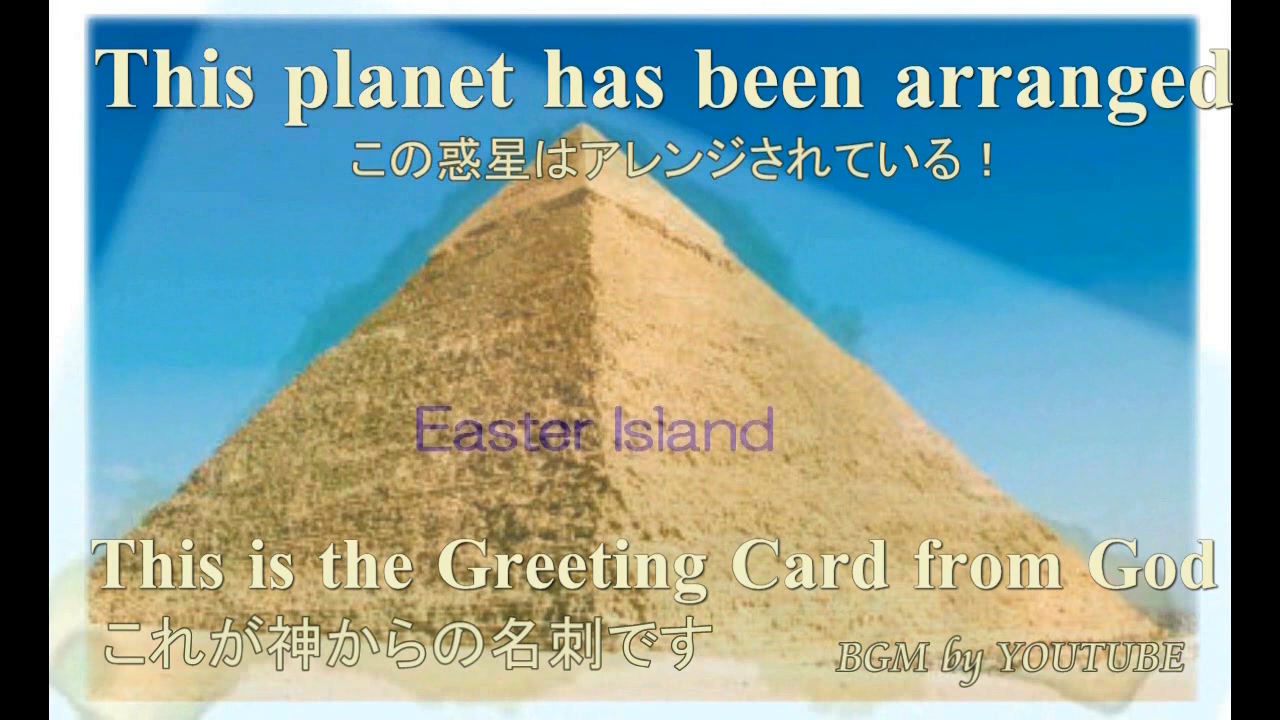 This planet has been arranged
この惑星はアレンジされている！
Easter Island
This is the Greeting Card from God
これが神からの名刺です
BGM by YOUTUBE